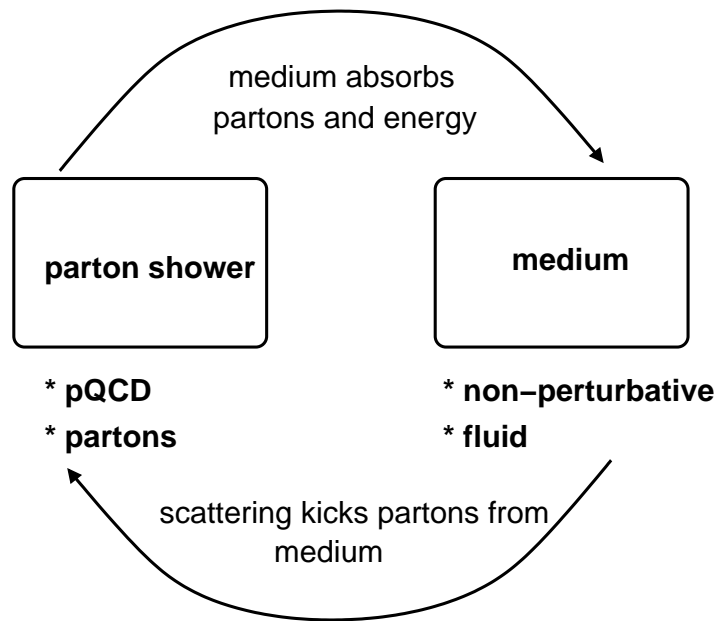 medium absorbs
partons and energy
parton shower
medium
* pQCD
* partons
* non−perturbative
* fluid
scattering kicks partons from
medium